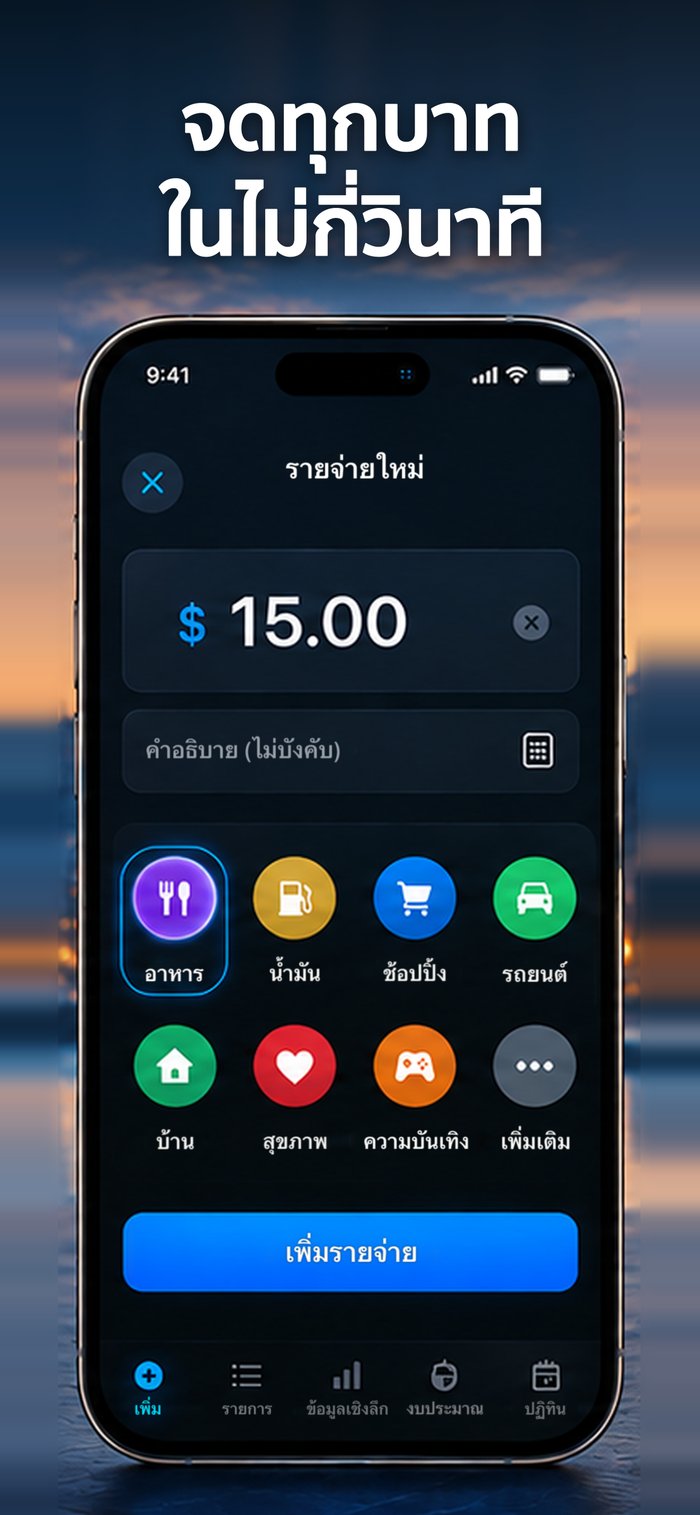 จดทุกบาท
ในไม่กี่วินาที
9:41
รายจ่ายใหม่
$ 15.00
คำอธิบาย (ไม่บังคับ)
อาหาร น้ำมัน ช้อปปิ้ง รถยนต์
บ้าน สุขภาพ ความบันเทิง เพิ่มเติม
เพิ่มรายจ่าย
เพิ่ม รายการ ข้อมูลเชิงลึก งบประมาณ ปฏิทิน